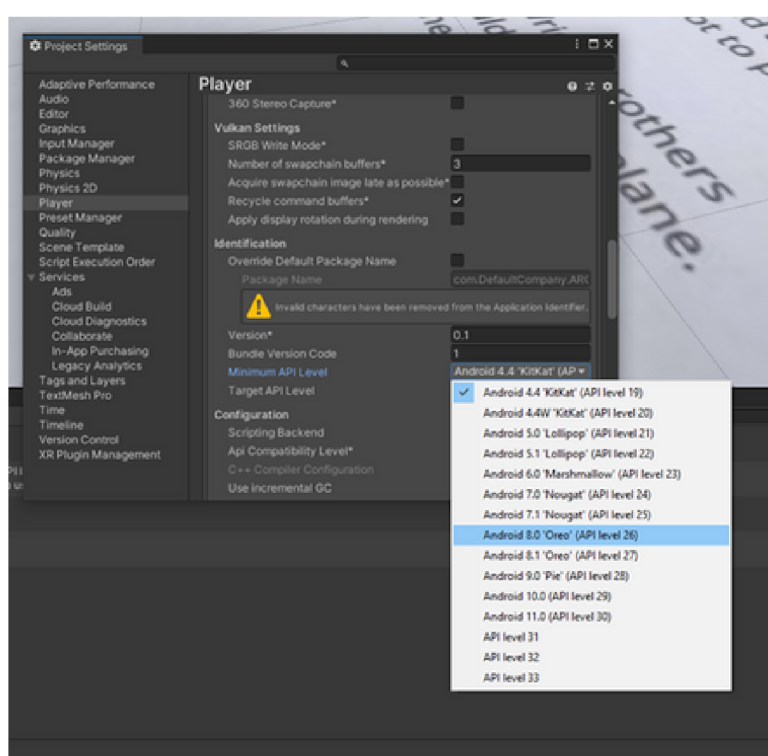 Project Settings
Adaptive Performance
Audio
Editor
Graphics
Input Manager
Package Manager
Physics
Physics 2D
Player
Preset Manager
Quality
Scene Template
Script Execution Order
Services
Ads
Cloud Build
Cloud Diagnostics
Collaborate
In-App Purchasing
Legacy Analytics
Tags and Layers
TextMesh Pro
Time
Timeline
Version Control
XR Plugin Management
Player
360 Stereo Capture*
Vulkan Settings
SRGB Write Mode*
Number of swapchain buffers* 3
Acquire swapchain image late as possible*
Recycle command buffers*
Apply display rotation during rendering
Identification
Override Default Package Name
Package Name com.DefaultCompany.ARC
Invalid characters have been removed from the Application Identifier.
Version* 0.1
Bundle Version Code 1
Minimum API Level Android 4.4 'KitKat' (AP
Target API Level
Configuration
Scripting Backend
Api Compatibility Level*
C++ Compiler Configuration
Use incremental GC
Android 4.4 'KitKat' (API level 19)
Android 4.4W 'KitKat' (API level 20)
Android 5.0 'Lollipop' (API level 21)
Android 5.1 'Lollipop' (API level 22)
Android 6.0 'Marshmallow' (API level 23)
Android 7.0 'Nougat' (API level 24)
Android 7.1 'Nougat' (API level 25)
Android 8.0 'Oreo' (API level 26)
Android 8.1 'Oreo' (API level 27)
Android 9.0 'Pie' (API level 28)
Android 10.0 (API level 29)
Android 11.0 (API level 30)
API level 31
API level 32
API level 33
ot to p
rothers
lane.